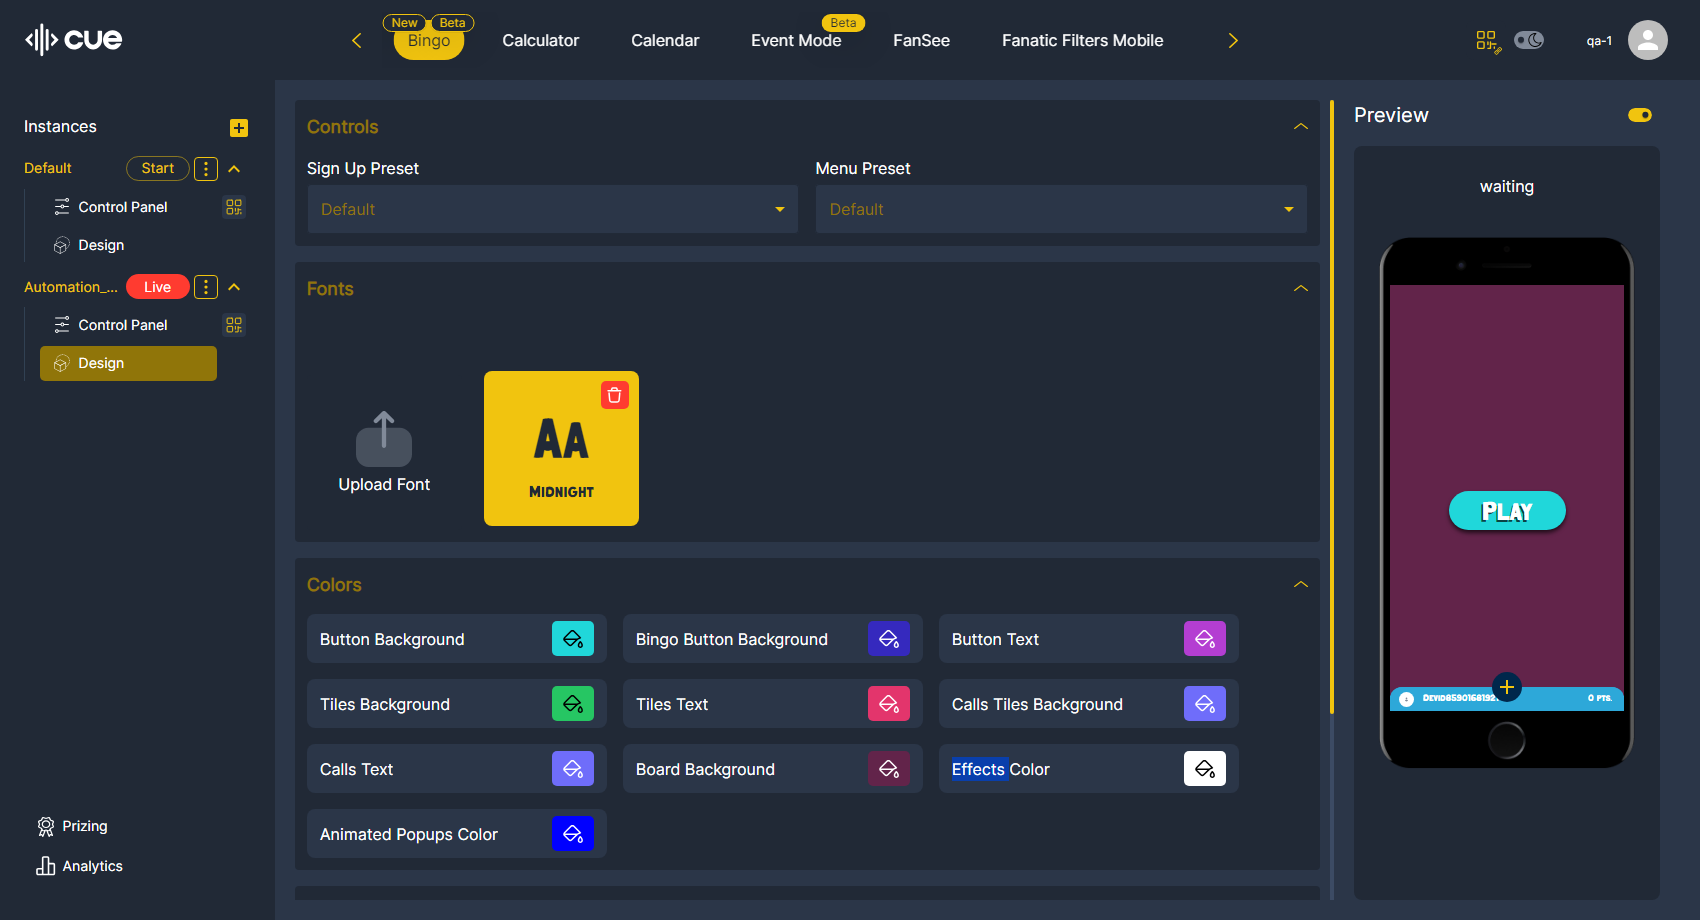 cue
New
Beta
Bingo
Calculator
Calendar
Beta
Event Mode
FanSee
Fanatic Filters Mobile
qa-1
Instances
Default
Start
Control Panel
Design
Automation_...
Live
Control Panel
Design
Prizing
Analytics
Controls
Sign Up Preset
Menu Preset
Default
Default
Fonts
Upload Font
AA
MIDNIGHT
Colors
Button Background
Bingo Button Background
Button Text
Tiles Background
Tiles Text
Calls Tiles Background
Calls Text
Board Background
Effects Color
Animated Popups Color
Preview
waiting
PLAY
0 PTS.